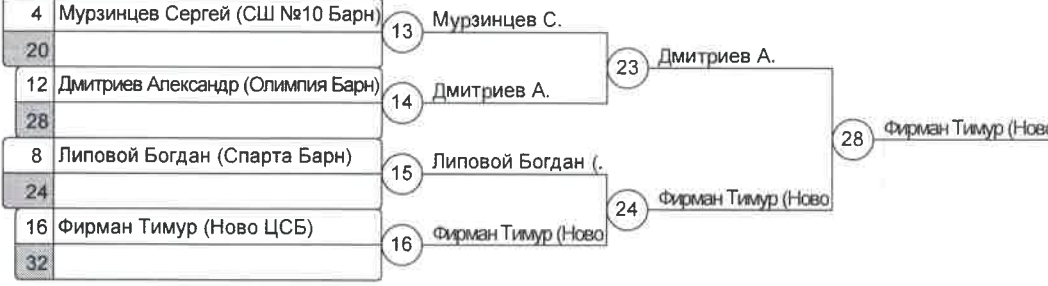 4 Мурзинцев Сергей (СШ №10 Барн)
20
12 Дмитриев Александр (Олимпия Барн)
28
8 Липовой Богдан (Спарта Барн)
24
16 Фирман Тимур (Ново ЦСБ)
32
13 Мурзинцев С.
14 Дмитриев А.
15 Липовой Богдан (.
16 Фирман Тимур (Ново
23 Дмитриев А.
24 Фирман Тимур (Ново
28 Фирман Тимур (Ново